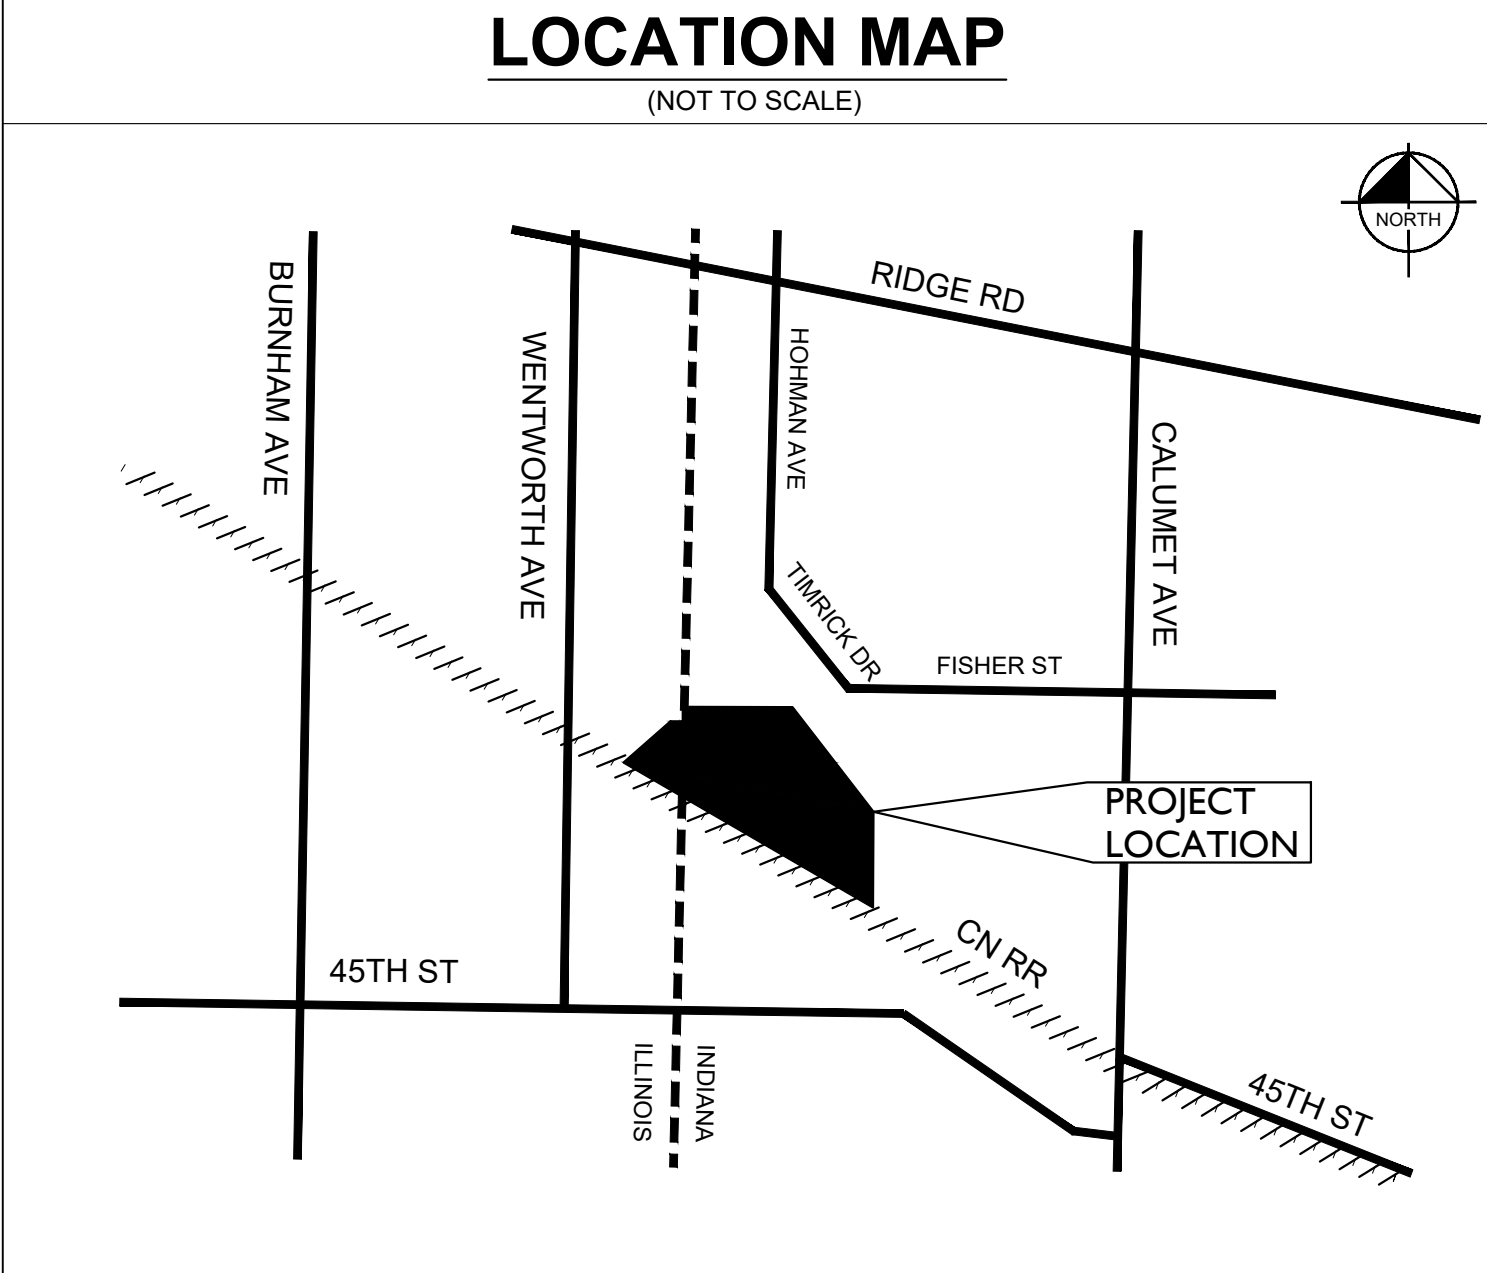 LOCATION MAP
(NOT TO SCALE)
NORTH
BURNHAM AVE
WENTWORTH AVE
HOHMAN AVE
RIDGE RD
CALUMET AVE
TIMRICK DR
FISHER ST
PROJECT
LOCATION
CN RR
45TH ST
ILLINOIS
INDIANA
45TH ST